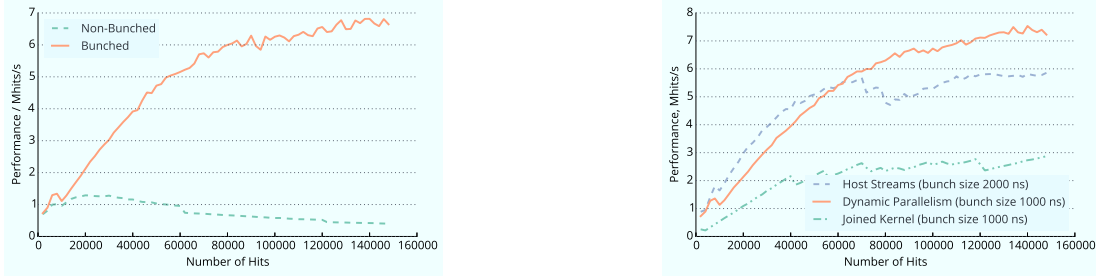 7
6
5
4
3
2
1
0
Performance / Mhits/s
Non-Bunched
Bunched
0 20000 40000 60000 80000 100000 120000 140000 160000
Number of Hits
8
7
6
5
4
3
2
1
0
Performance, Mhits/s
Host Streams (bunch size 2000 ns)
Dynamic Parallelism (bunch size 1000 ns)
Joined Kernel (bunch size 1000 ns)
0 20000 40000 60000 80000 100000 120000 140000 160000
Number of Hits